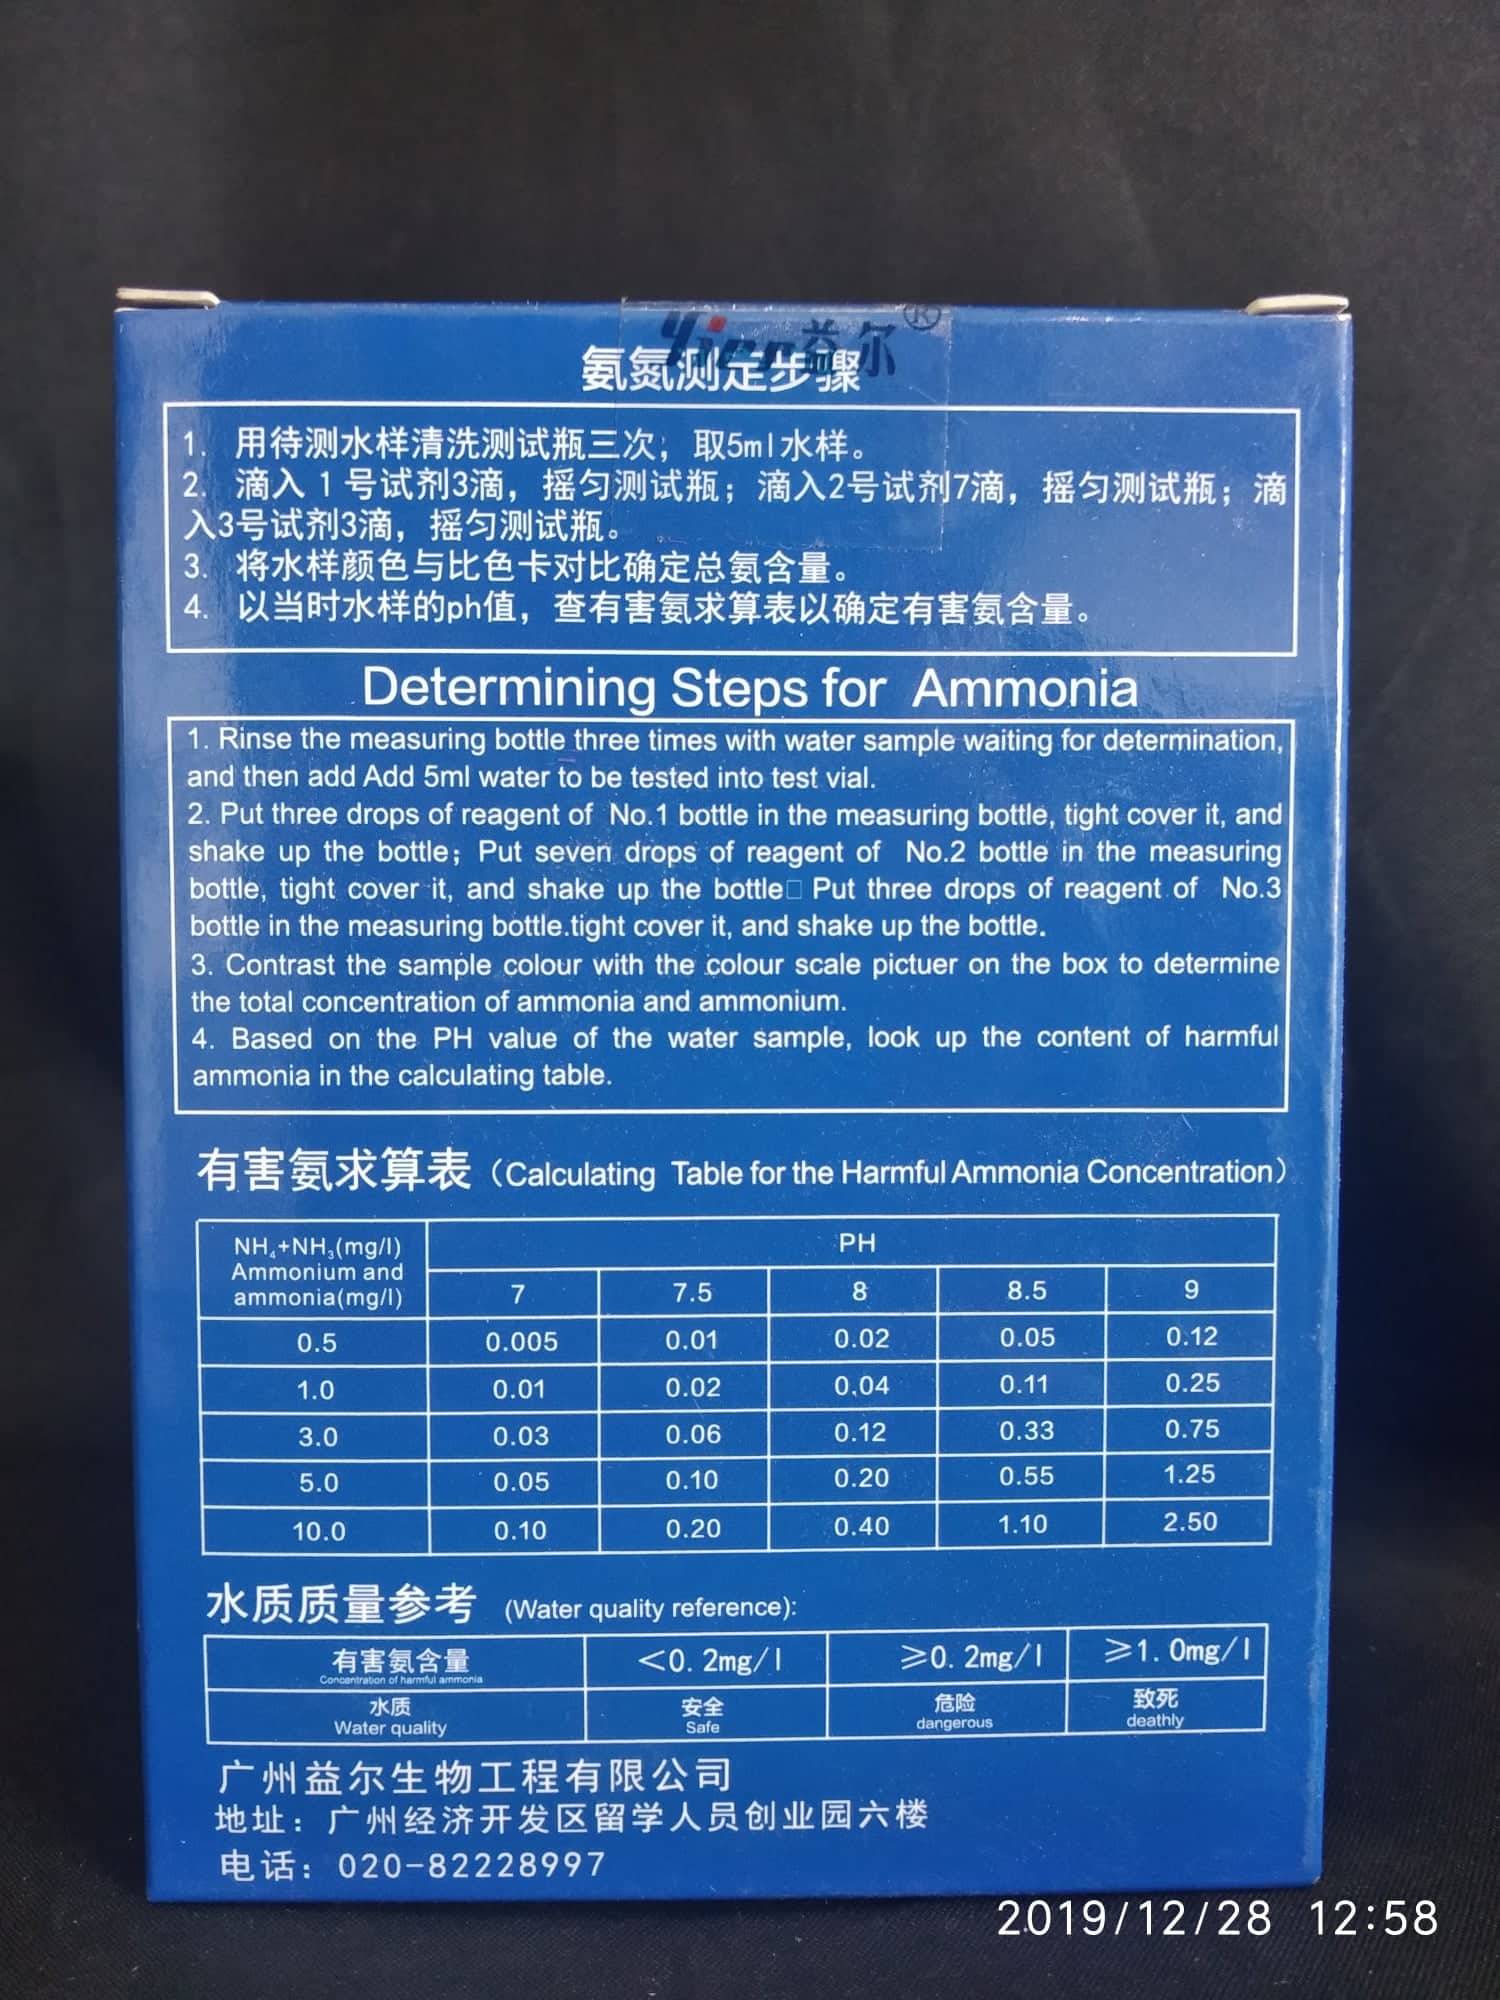 Yien益尔®
氨氮测定步骤
1. 用待测水样清洗测试瓶三次；取5ml水样。
2. 滴入1号试剂3滴，摇匀测试瓶；滴入2号试剂7滴，摇匀测试瓶；滴
入3号试剂3滴，摇匀测试瓶。
3. 将水样颜色与比色卡对比确定总氨含量。
4. 以当时水样的ph值，查有害氨求算表以确定有害氨含量。
Determining Steps for Ammonia
1. Rinse the measuring bottle three times with water sample waiting for determination,
and then add Add 5ml water to be tested into test vial.
2. Put three drops of reagent of No.1 bottle in the measuring bottle, tight cover it, and
shake up the bottle；Put seven drops of reagent of No.2 bottle in the measuring
bottle, tight cover it, and shake up the bottle□ Put three drops of reagent of No.3
bottle in the measuring bottle.tight cover it, and shake up the bottle.
3. Contrast the sample colour with the colour scale pictuer on the box to determine
the total concentration of ammonia and ammonium.
4. Based on the PH value of the water sample, look up the content of harmful
ammonia in the calculating table.
有害氨求算表（Calculating Table for the Harmful Ammonia Concentration）
NH₄+NH₃(mg/l)
Ammonium and
ammonia(mg/l)
PH
7 7.5 8 8.5 9
0.5 0.005 0.01 0.02 0.05 0.12
1.0 0.01 0.02 0.04 0.11 0.25
3.0 0.03 0.06 0.12 0.33 0.75
5.0 0.05 0.10 0.20 0.55 1.25
10.0 0.10 0.20 0.40 1.10 2.50
水质质量参考 (Water quality reference):
有害氨含量 <0.2mg/l ≥0.2mg/l ≥1.0mg/l
Concentration of harmful ammonia
水质 安全 危险 致死
Water quality Safe dangerous deathly
广州益尔生物工程有限公司
地址：广州经济开发区留学人员创业园六楼
电话：020-82228997
2019/12/28 12:58